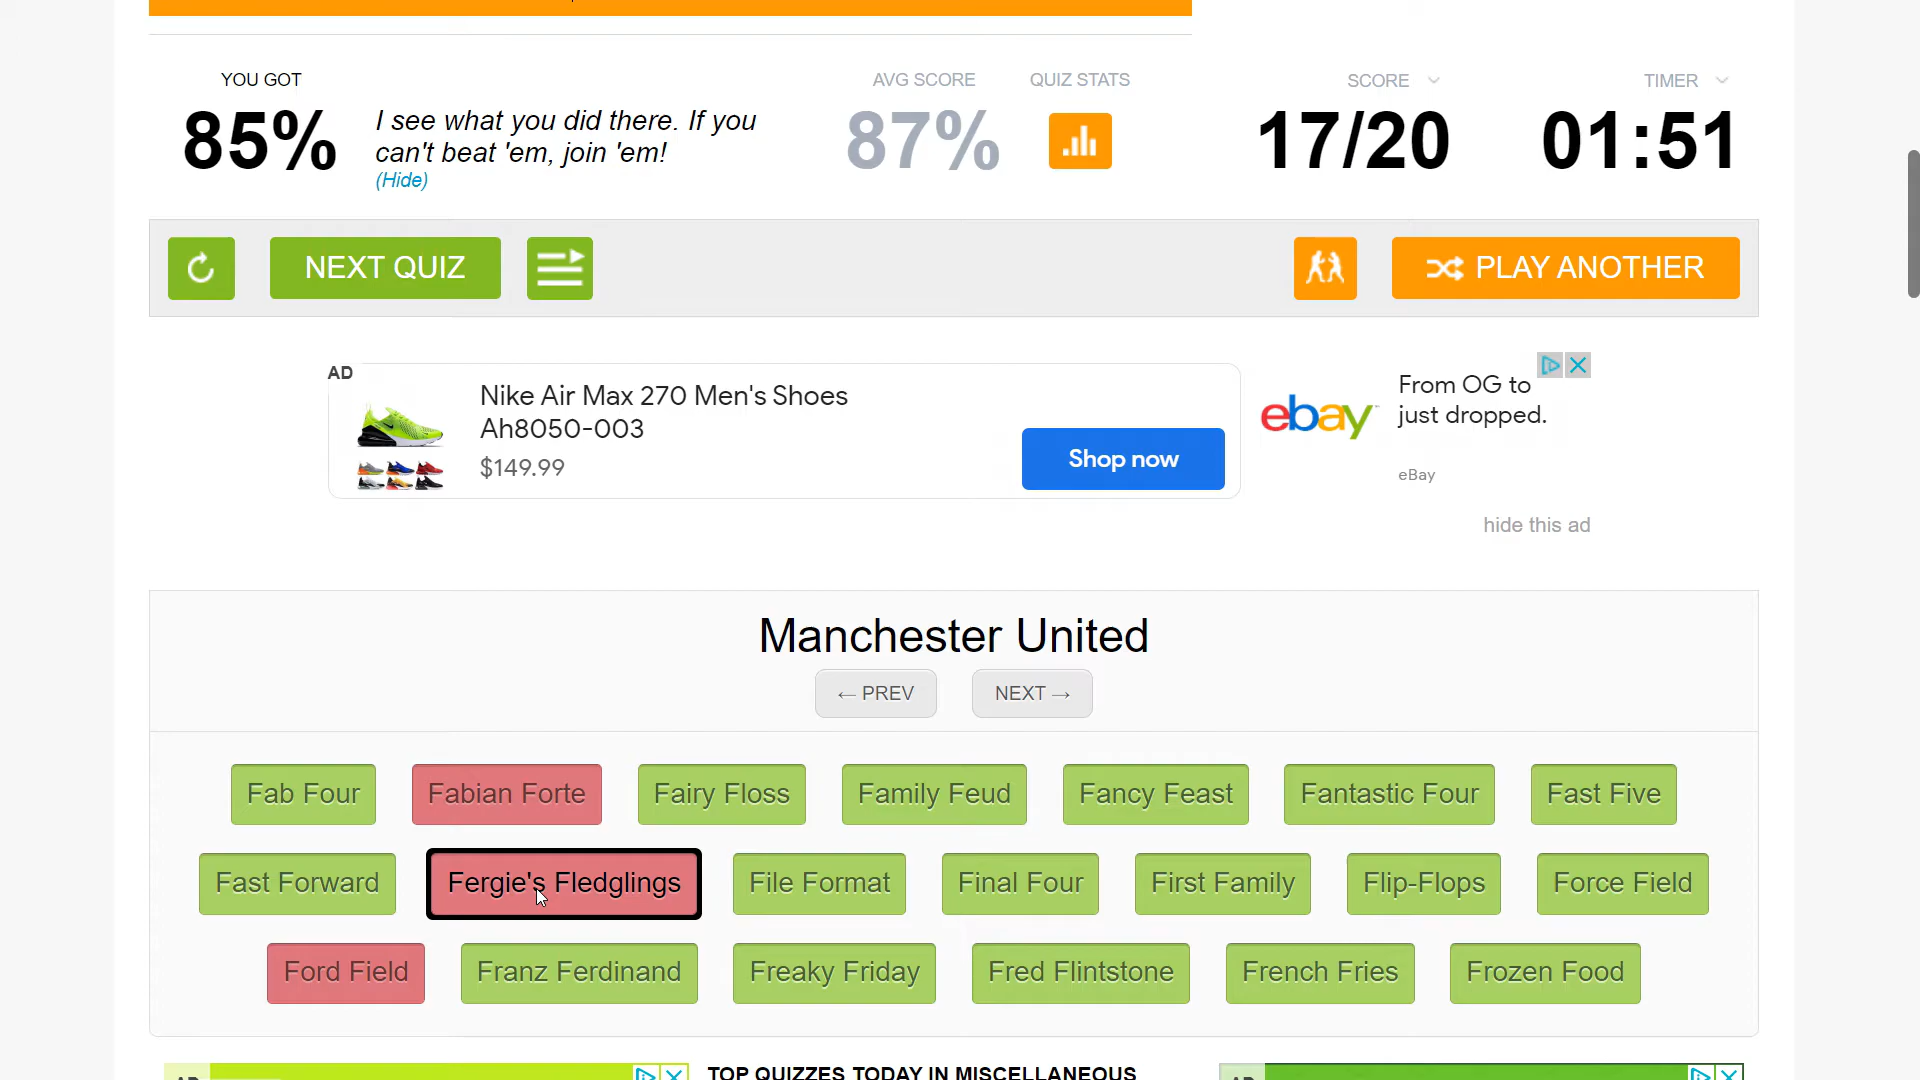 YOU GOT
85%
I see what you did there. If you
can't beat 'em, join 'em!
(Hide)
AVG SCORE
87%
QUIZ STATS
SCORE
17/20
TIMER
01:51
NEXT QUIZ
PLAY ANOTHER
AD
Nike Air Max 270 Men's Shoes
Ah8050-003
$149.99
Shop now
ebay
From OG to
just dropped.
eBay
hide this ad
Manchester United
← PREV
NEXT →
Fab Four
Fabian Forte
Fairy Floss
Family Feud
Fancy Feast
Fantastic Four
Fast Five
Fast Forward
Fergie's Fledglings
File Format
Final Four
First Family
Flip-Flops
Force Field
Ford Field
Franz Ferdinand
Freaky Friday
Fred Flintstone
French Fries
Frozen Food
AD
TOP QUIZZES TODAY IN MISCELLANEOUS
AD